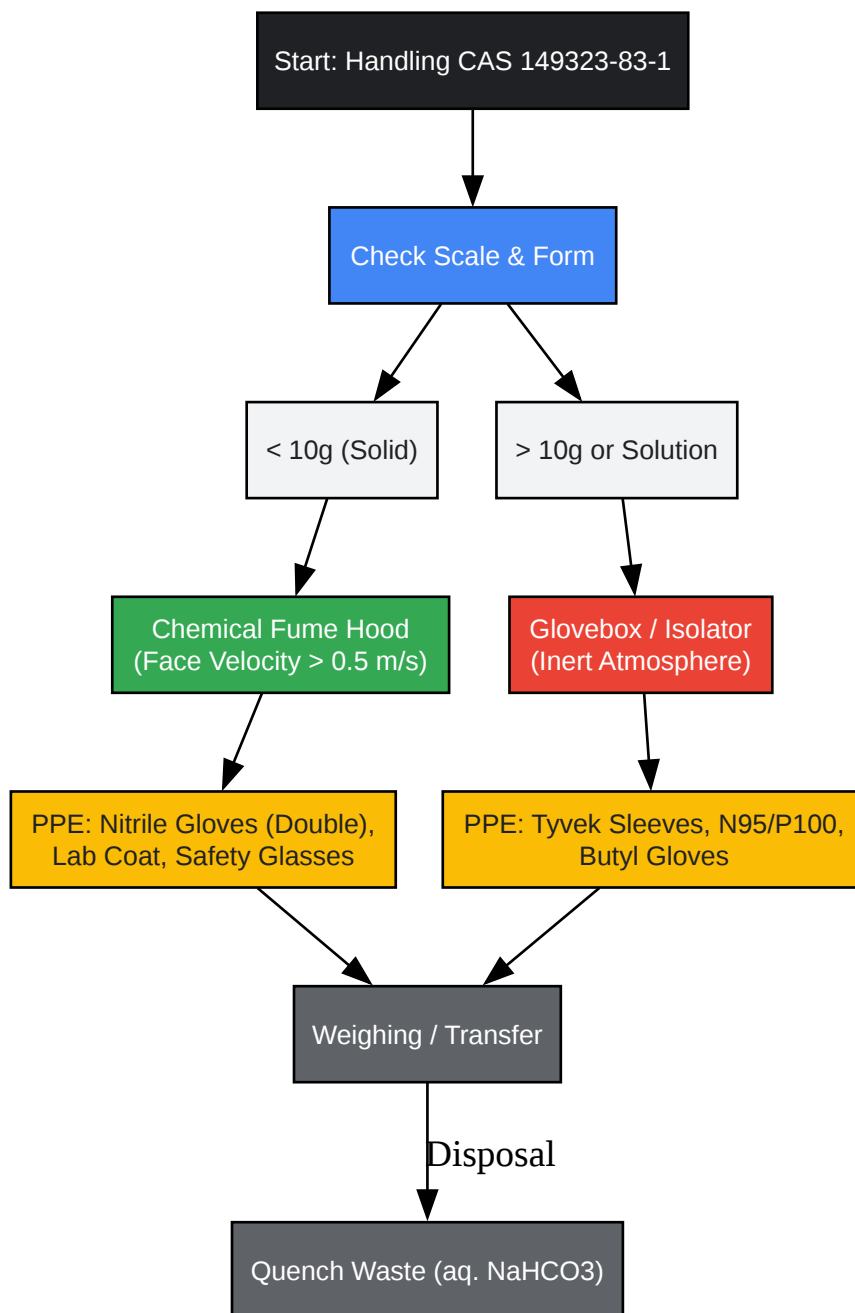 Start: Handling CAS 149323-83-1
Check Scale & Form
< 10g (Solid)
> 10g or Solution
Chemical Fume Hood
(Face Velocity > 0.5 m/s)
Glovebox / Isolator
(Inert Atmosphere)
PPE: Nitrile Gloves (Double),
Lab Coat, Safety Glasses
PPE: Tyvek Sleeves, N95/P100,
Butyl Gloves
Weighing / Transfer
Disposal
Quench Waste (aq. NaHCO3)